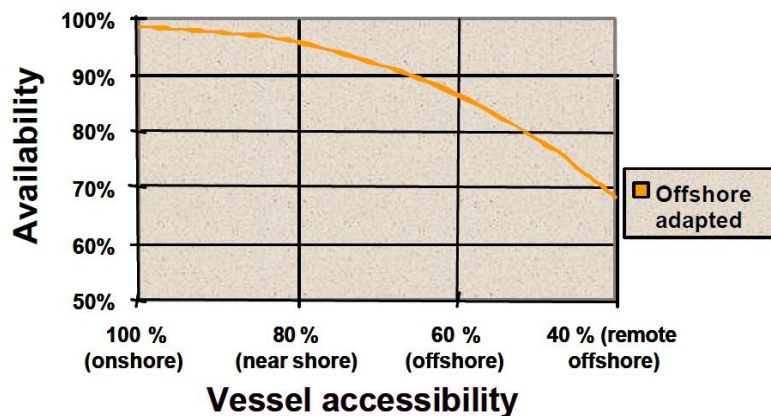 100%
90%
80%
70%
60%
50%
Availability
100 %
(onshore)
80 %
(near shore)
60 %
(offshore)
40 % (remote
offshore)
Vessel accessibility
Offshore
adapted